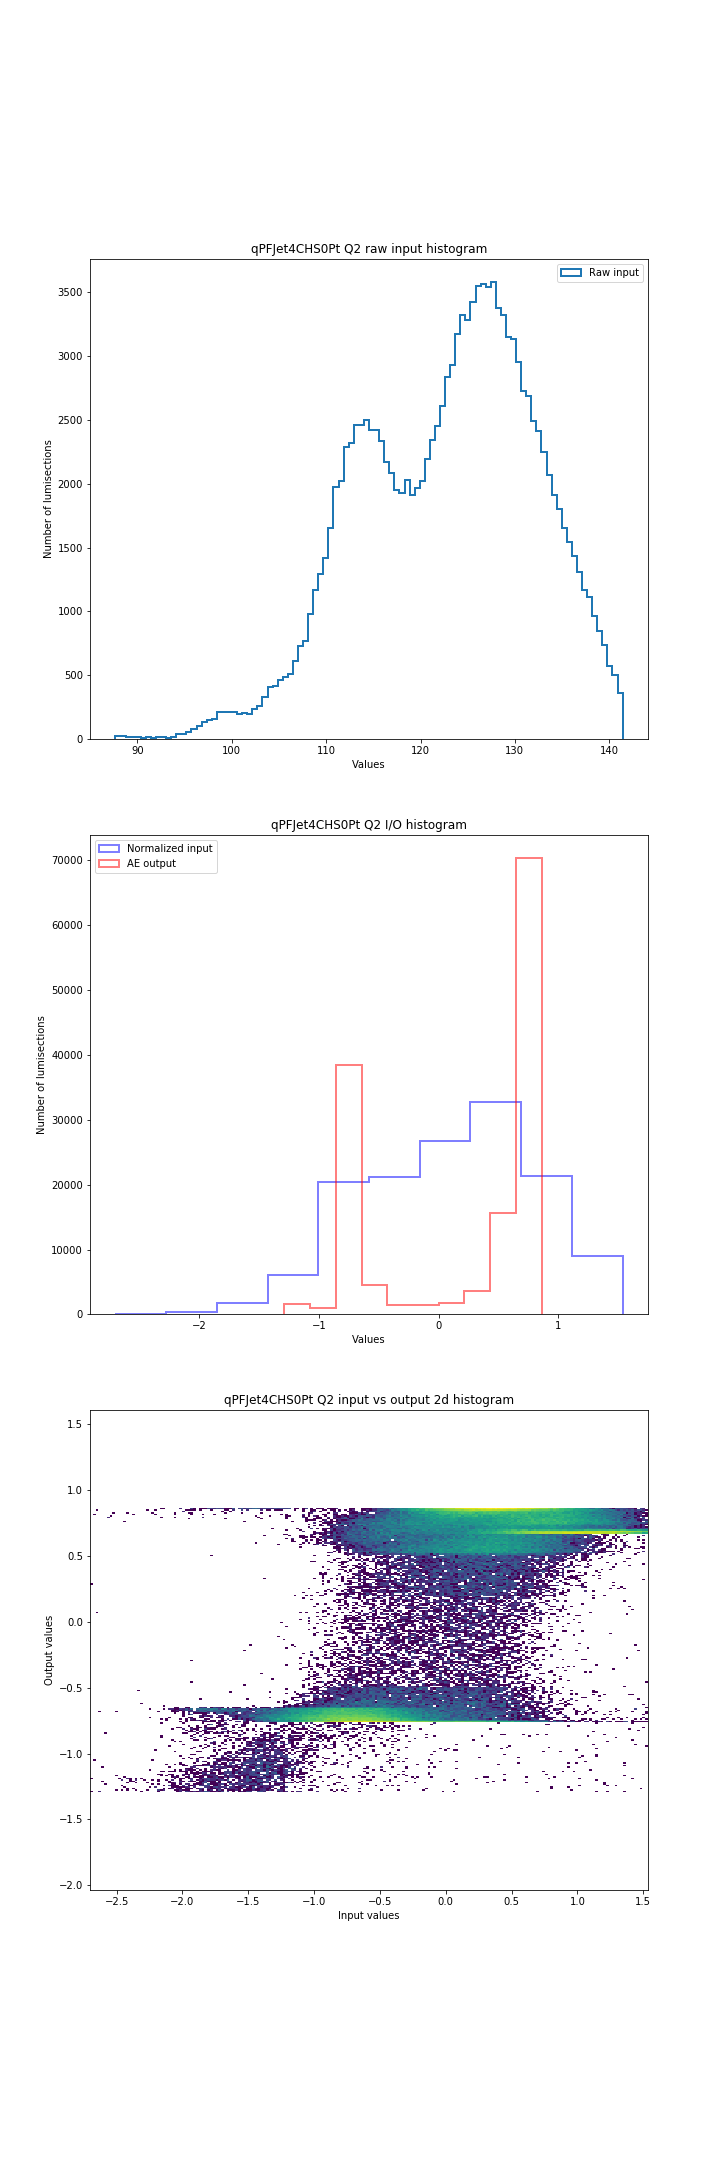 qPFJet4CHS0Pt Q2 raw input histogram
Raw input
3500
3000
2500
2000
1500
1000
500
0
Number of lumisections
90 100 110 120 130 140
Values
qPFJet4CHS0Pt Q2 I/O histogram
Normalized input
AE output
70000
60000
50000
40000
30000
20000
10000
0
Number of lumisections
−2 −1 0 1
Values
qPFJet4CHS0Pt Q2 input vs output 2d histogram
1.5
1.0
0.5
0.0
−0.5
−1.0
−1.5
−2.0
Output values
−2.5 −2.0 −1.5 −1.0 −0.5 0.0 0.5 1.0 1.5
Input values